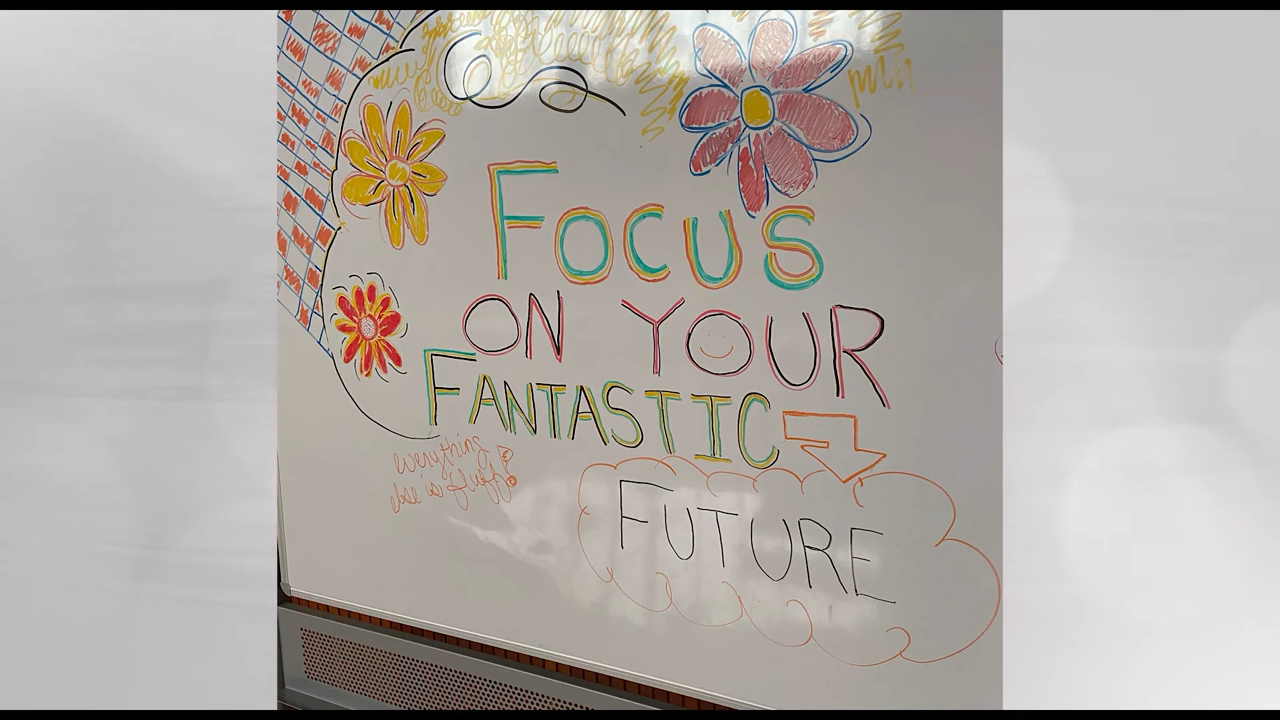 FOCUS
ON YOUR
FANTASTIC
everything
else is fluff!
FUTURE